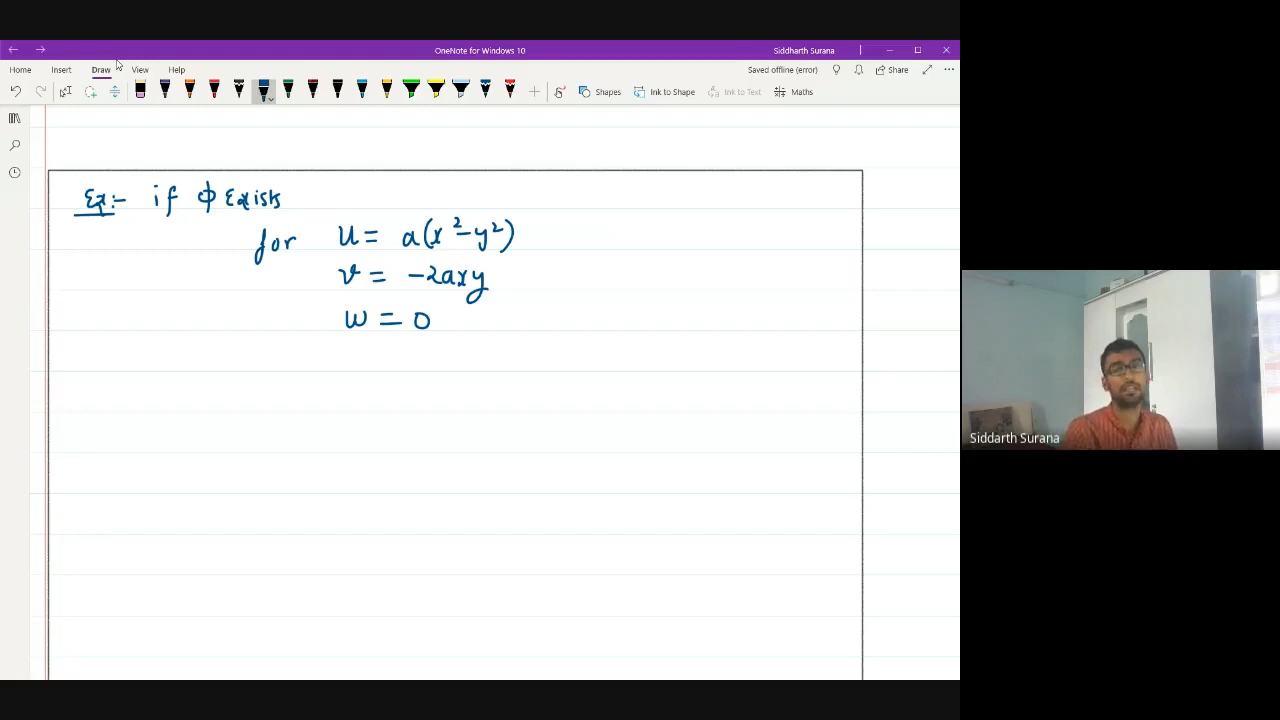 OneNote for Windows 10
Siddharth Surana
Home Insert Draw View Help
Saved offline (error) Share
Shapes Ink to Shape Ink to Text Maths
Ex:- if ϕ Exists
for u = a(x²-y²)
v = -2axy
w = 0
Siddarth Surana